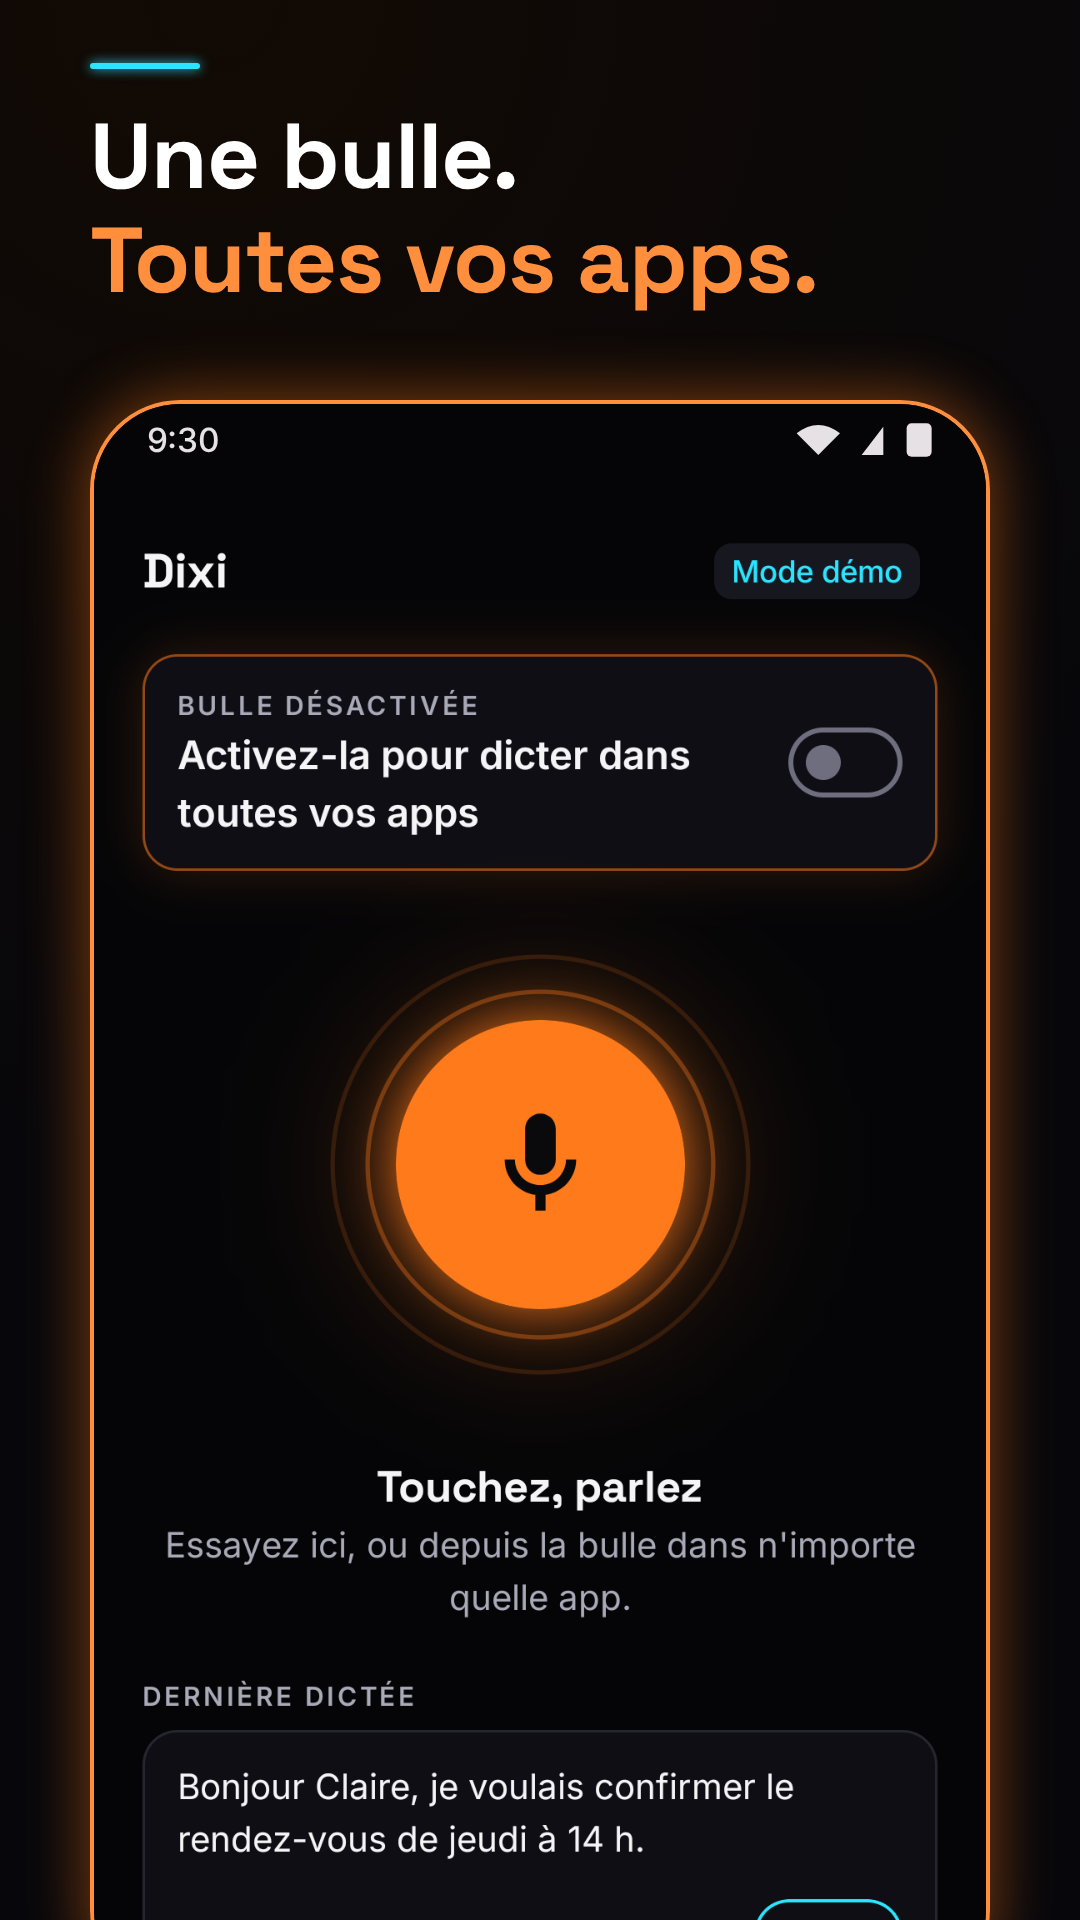 Une bulle.
Toutes vos apps.
9:30
Dixi
Mode démo
BULLE DÉSACTIVÉE
Activez-la pour dicter dans
toutes vos apps
Touchez, parlez
Essayez ici, ou depuis la bulle dans n'importe
quelle app.
DERNIÈRE DICTÉE
Bonjour Claire, je voulais confirmer le
rendez-vous de jeudi à 14 h.